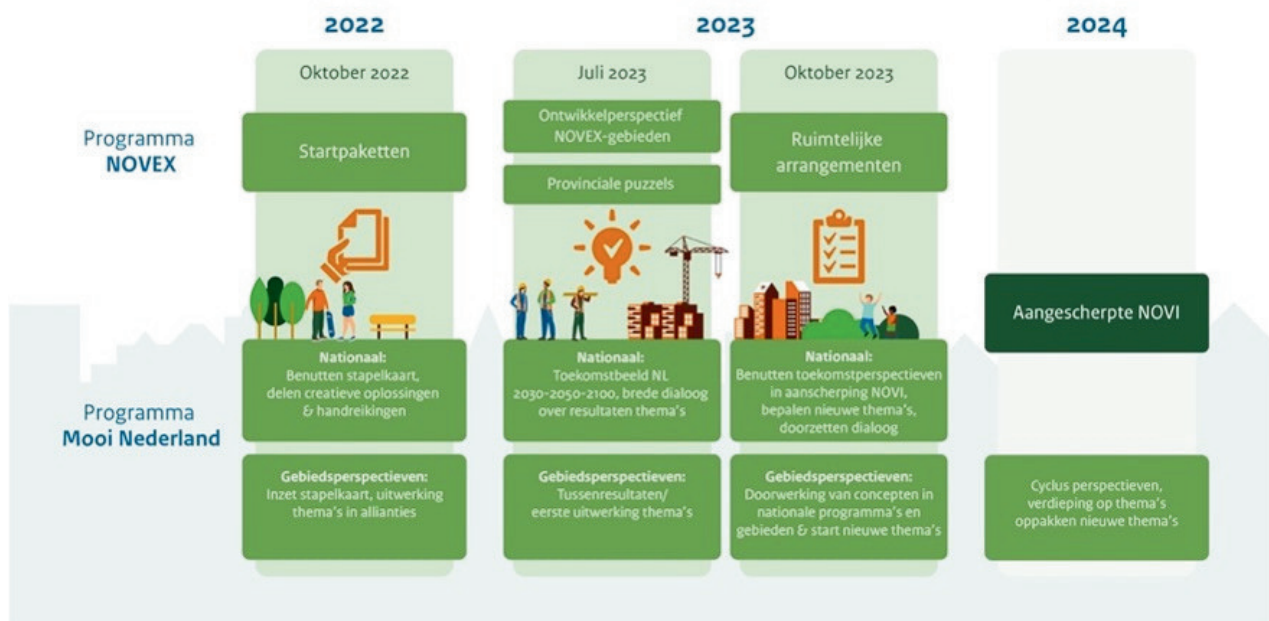 2022
2023
2024
Oktober 2022
Juli 2023
Oktober 2023
Programma
NOVEX
Startpaketten
Ontwikkelperspectief
NOVEX-gebieden
Provinciale puzzels
Ruimtelijke
arrangementen
Aangescherpte NOVI
Programma
Mooi Nederland
Nationaal:
Benutten stapelkaart,
delen creatieve oplossingen
& handreikingen
Nationaal:
Toekomstbeeld NL
2030-2050-2100, brede dialoog
over resultaten thema's
Nationaal:
Benutten toekomstperspectieven
in aanscherping NOVI,
bepalen nieuwe thema's,
doorzetten dialoog
Gebiedsperspectieven:
Inzet stapelkaart, uitwerking
thema's in allianties
Gebiedsperspectieven:
Tussenresultaten/
eerste uitwerking thema's
Gebiedsperspectieven:
Doorwerking van concepten in
nationale programma's en
gebieden & start nieuwe thema's
Cyclus perspectieven,
verdieping op thema's
oppakken nieuwe thema's